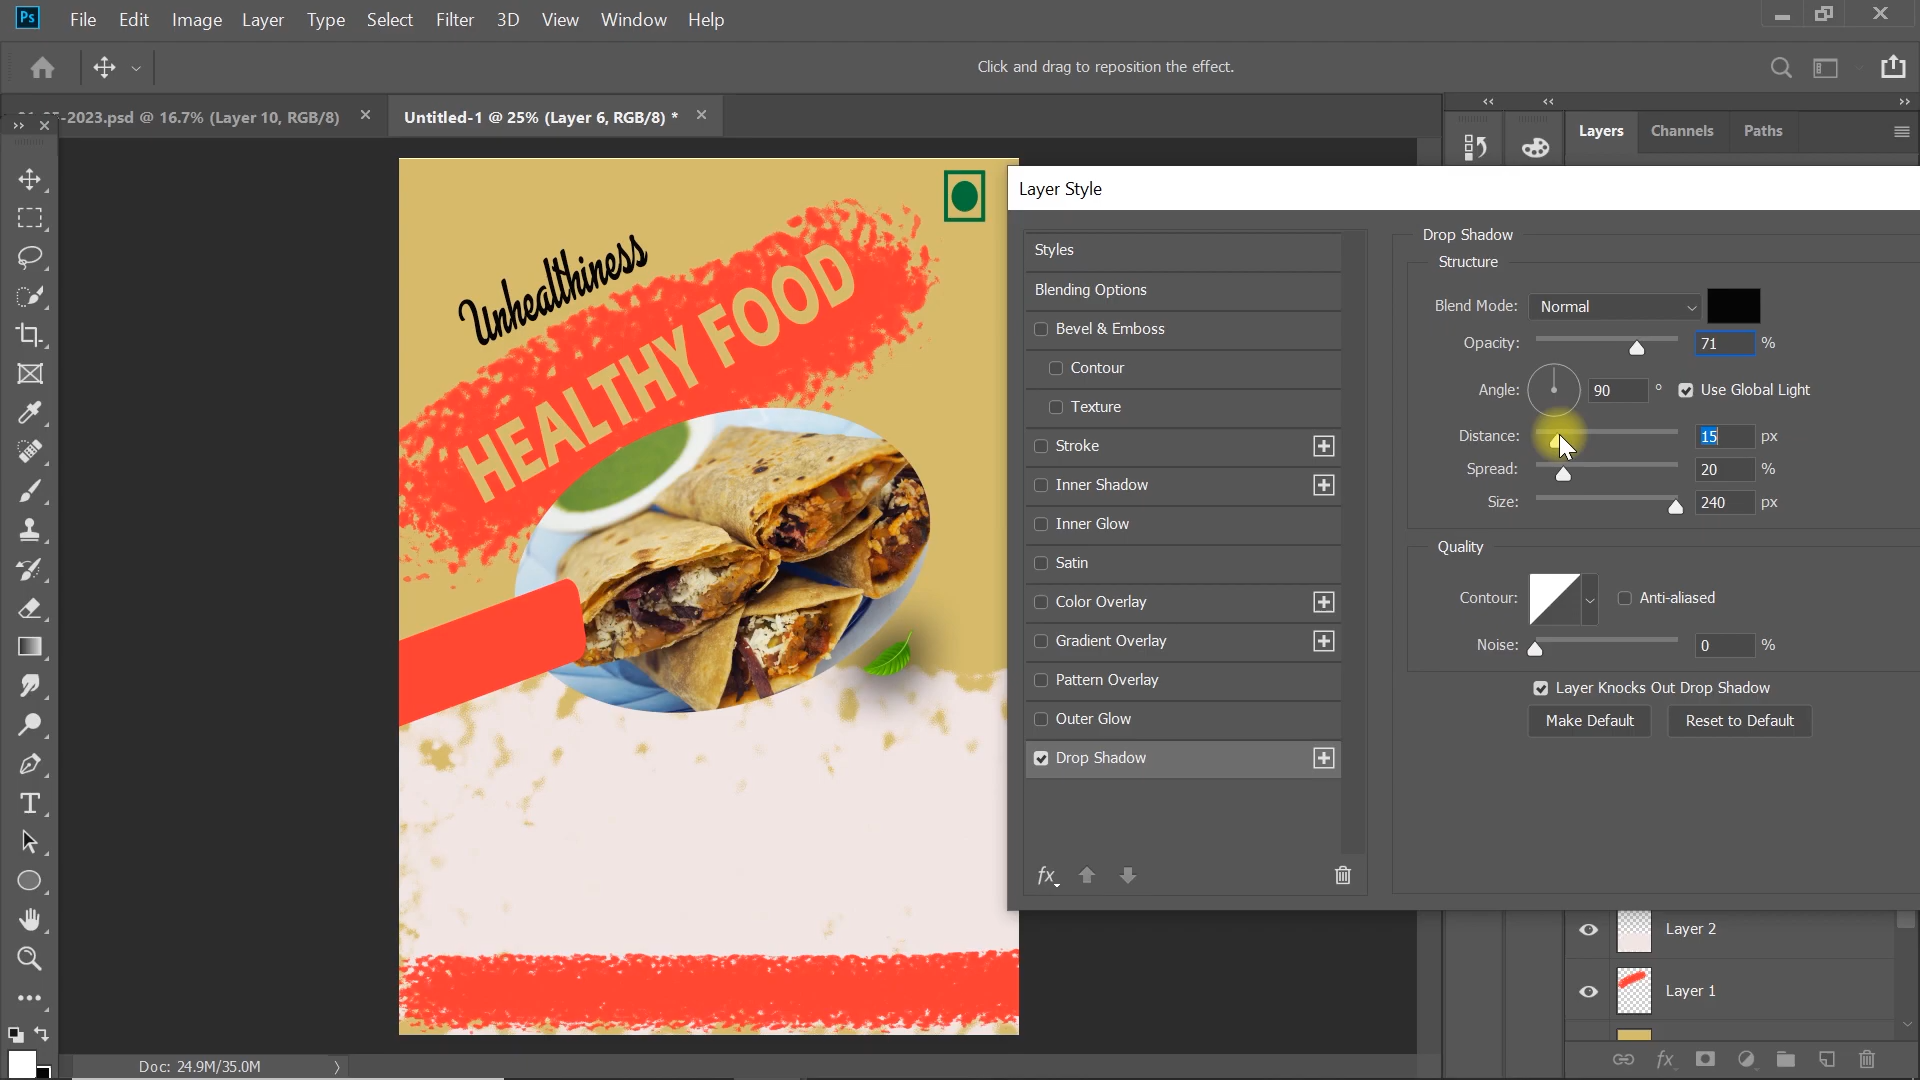 Ps File Edit Image Layer Type Select Filter 3D View Window Help
Click and drag to reposition the effect.
-2023.psd @ 16.7% (Layer 10, RGB/8)
Untitled-1 @ 25% (Layer 6, RGB/8) *
Layers Channels Paths
Unhealthiness
HEALTHY FOOD
Layer Style
Styles
Blending Options
Bevel & Emboss
Contour
Texture
Stroke
Inner Shadow
Inner Glow
Satin
Color Overlay
Gradient Overlay
Pattern Overlay
Outer Glow
Drop Shadow
fx
Drop Shadow
Structure
Blend Mode: Normal
Opacity: 71 %
Angle: 90 ° Use Global Light
Distance: 15 px
Spread: 20 %
Size: 240 px
Quality
Contour: Anti-aliased
Noise: 0 %
Layer Knocks Out Drop Shadow
Make Default Reset to Default
Layer 2
Layer 1
fx
Doc: 24.9M/35.0M